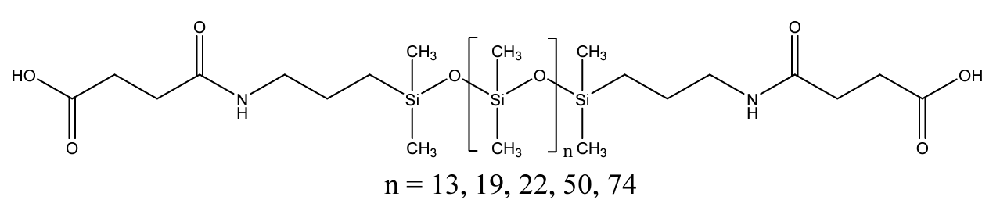 O O
CH₃ CH₃ CH₃
HO O O OH
N H Si Si Si N H
O CH₃ CH₃ n CH₃ O
n = 13, 19, 22, 50, 74